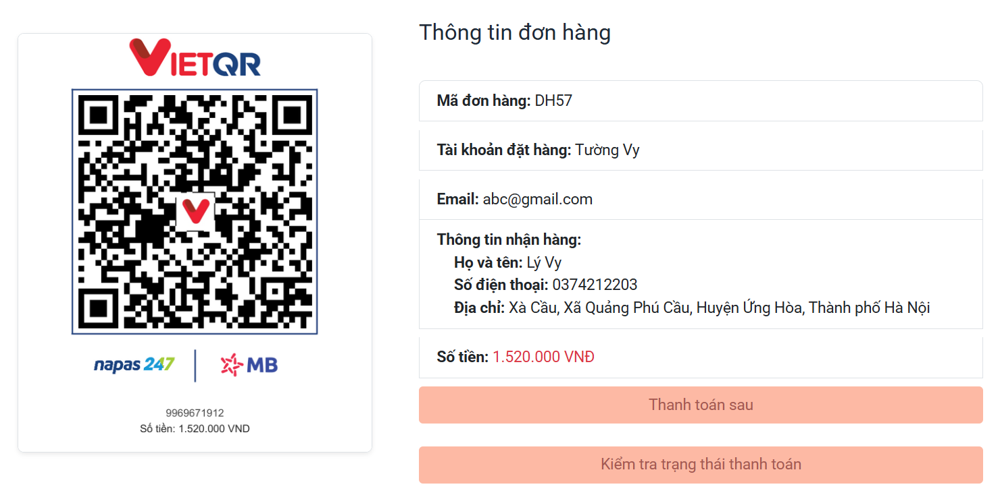 VIETQR
napas 247
MB
9969671912
Số tiền: 1.520.000 VND
Thông tin đơn hàng
Mã đơn hàng: DH57
Tài khoản đặt hàng: Tường Vy
Email: abc@gmail.com
Thông tin nhận hàng:
Họ và tên: Lý Vy
Số điện thoại: 0374212203
Địa chỉ: Xà Cầu, Xã Quảng Phú Cầu, Huyện Ứng Hòa, Thành phố Hà Nội
Số tiền: 1.520.000 VNĐ
Thanh toán sau
Kiểm tra trạng thái thanh toán